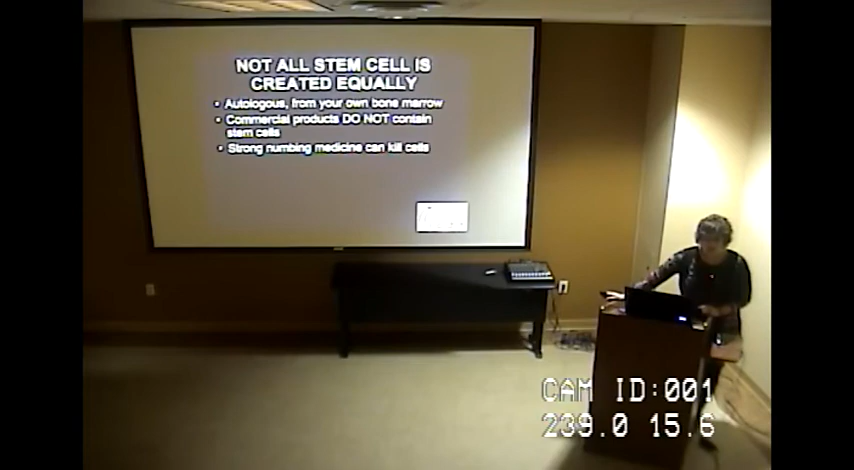 NOT ALL STEM CELL IS
CREATED EQUALLY
• Autologous, from your own bone marrow
• Commercial products DO NOT contain
stem cells
• Strong numbing medicine can kill cells
CAM ID:001
239.0 15.6